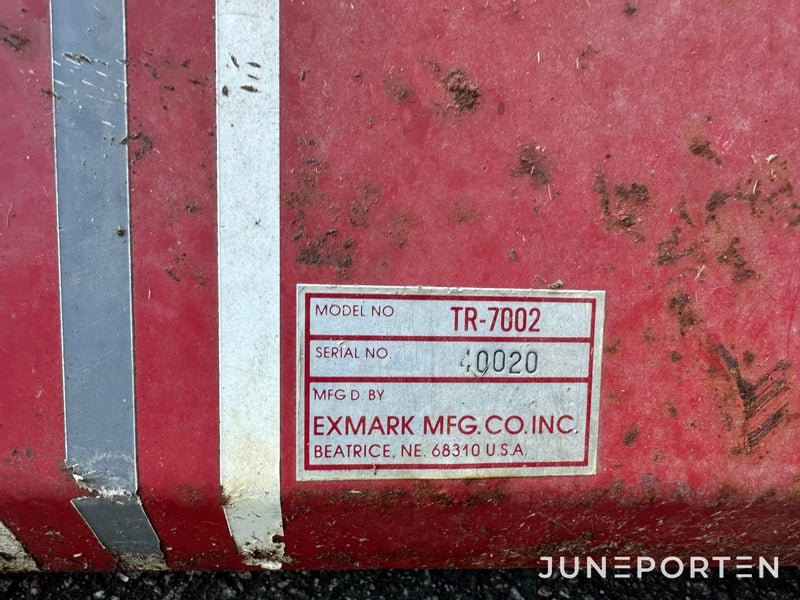 MODEL NO. TR-7002
SERIAL NO. 40020
MFG D. BY
EXMARK MFG.CO.INC.
BEATRICE, NE. 68310 U.S.A.
JUNEPORTEN